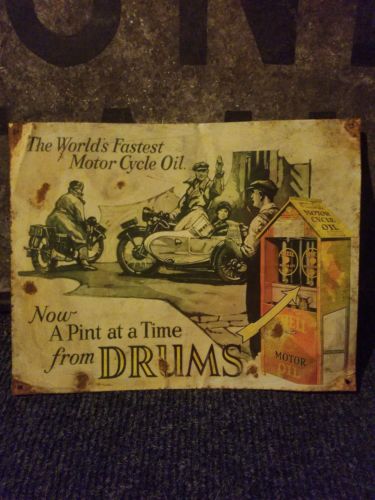 The World's Fastest
Motor Cycle Oil.
MOTOR
CYCLE
OIL
Now
A Pint at a Time
from DRUMS
MOTOR
OIL